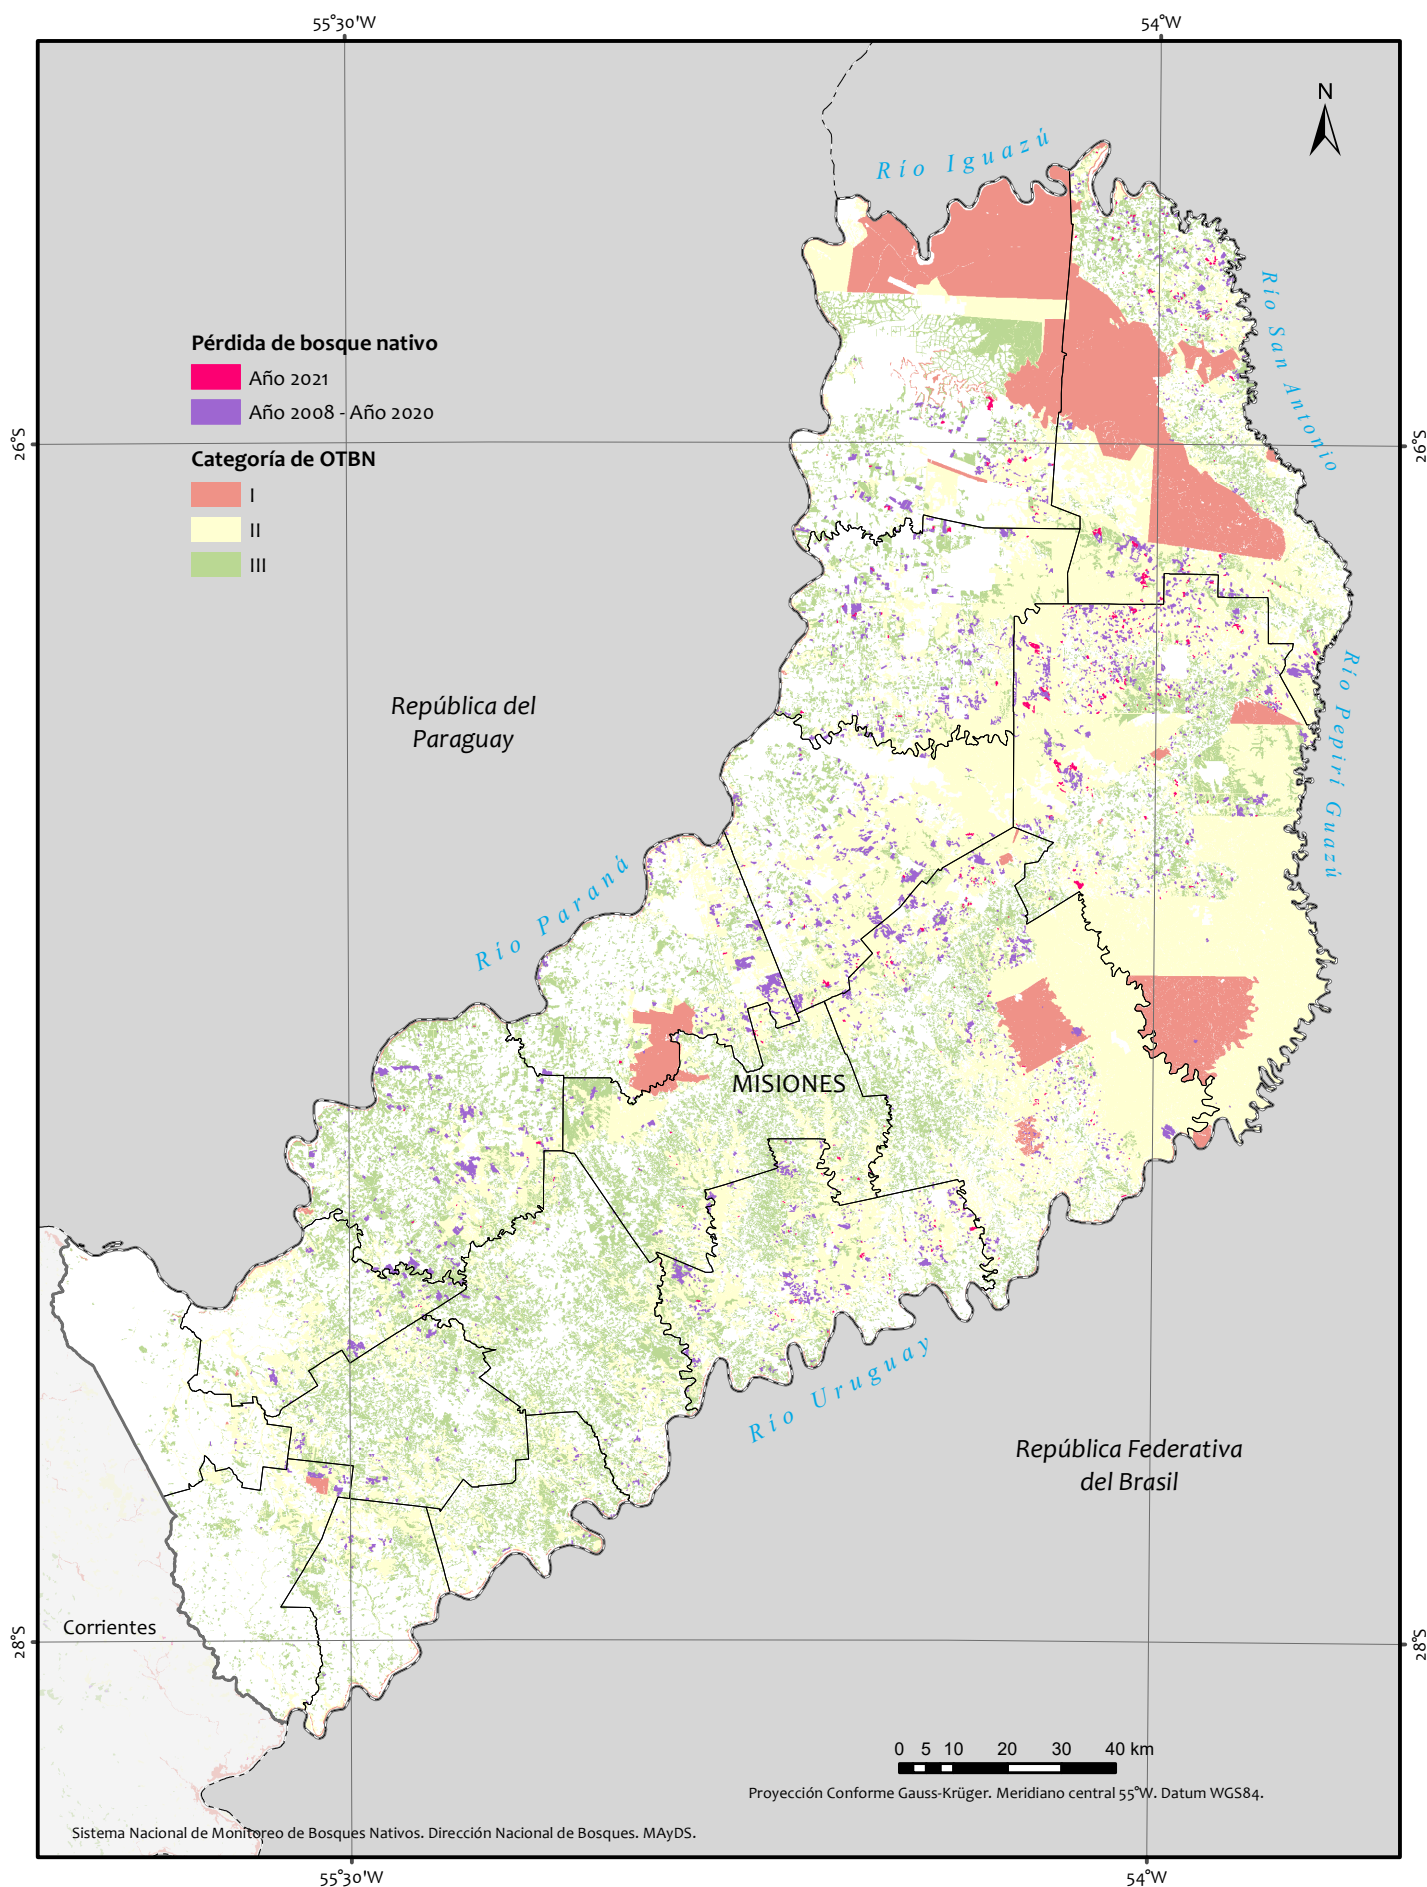 55°30'W
54°W
N
Río Iguazú
Río San Antonio
Pérdida de bosque nativo
Año 2021
Año 2008 - Año 2020
26°S
26°S
Categoría de OTBN
I
II
III
República del
Paraguay
Río Pepirí Guazú
Río Paraná
MISIONES
Río Uruguay
República Federativa
del Brasil
Corrientes
28°S
28°S
0 5 10 20 30 40 km
Proyección Conforme Gauss-Krüger. Meridiano central 55°W. Datum WGS84.
Sistema Nacional de Monitoreo de Bosques Nativos. Dirección Nacional de Bosques. MAyDS.
55°30'W
54°W